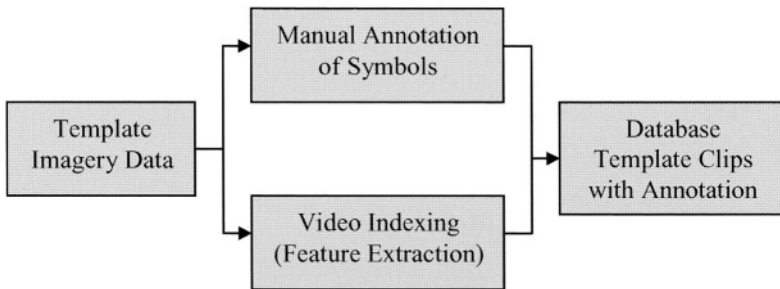 Template
Imagery Data
Manual Annotation
of Symbols
Video Indexing
(Feature Extraction)
Database
Template Clips
with Annotation